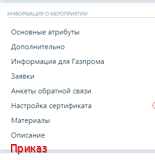 ИНФОРМАЦИЯ О МЕРОПРИЯТИИ
Основные атрибуты
Дополнительно
Информация для Газпрома
Заявки
Анкеты обратной связи
Настройка сертификата
Материалы
Описание
Приказ